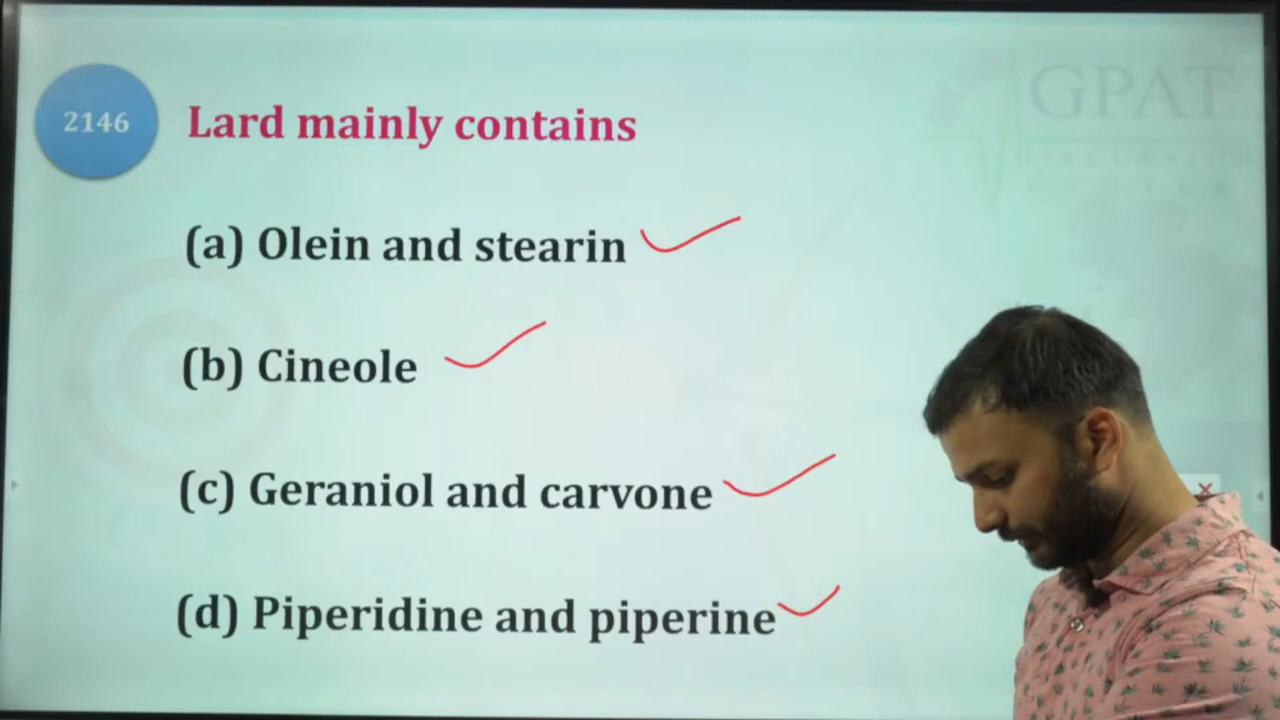 GPAT
2146
Lard mainly contains
(a) Olein and stearin
(b) Cineole
(c) Geraniol and carvone
(d) Piperidine and piperine